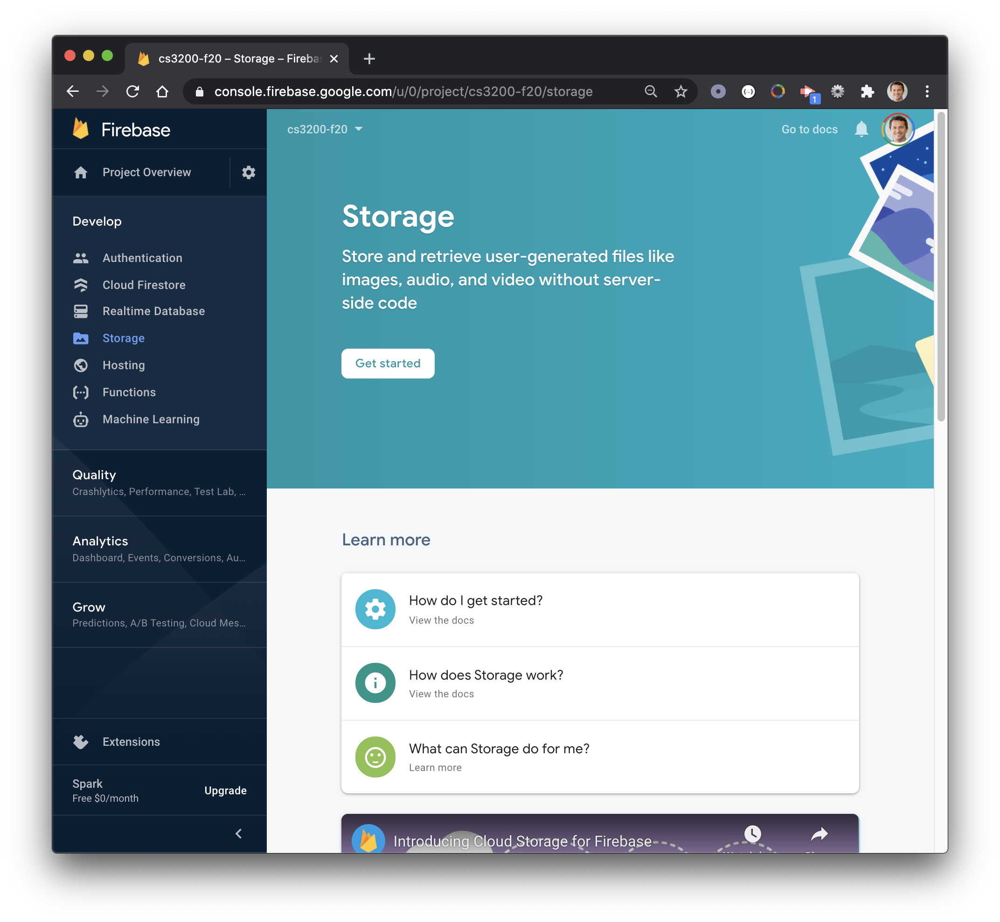 cs3200-f20 – Storage – Fireba
console.firebase.google.com/u/0/project/cs3200-f20/storage
1
Firebase
Project Overview
Develop
Authentication
Cloud Firestore
Realtime Database
Storage
Hosting
Functions
Machine Learning
Quality
Crashlytics, Performance, Test Lab, ...
Analytics
Dashboard, Events, Conversions, Au...
Grow
Predictions, A/B Testing, Cloud Mes...
Extensions
Spark
Free $0/month
Upgrade
cs3200-f20
Go to docs
Storage
Store and retrieve user-generated files like
images, audio, and video without server-
side code
Get started
Learn more
How do I get started?
View the docs
How does Storage work?
View the docs
What can Storage do for me?
Learn more
Introducing Cloud Storage for Firebase